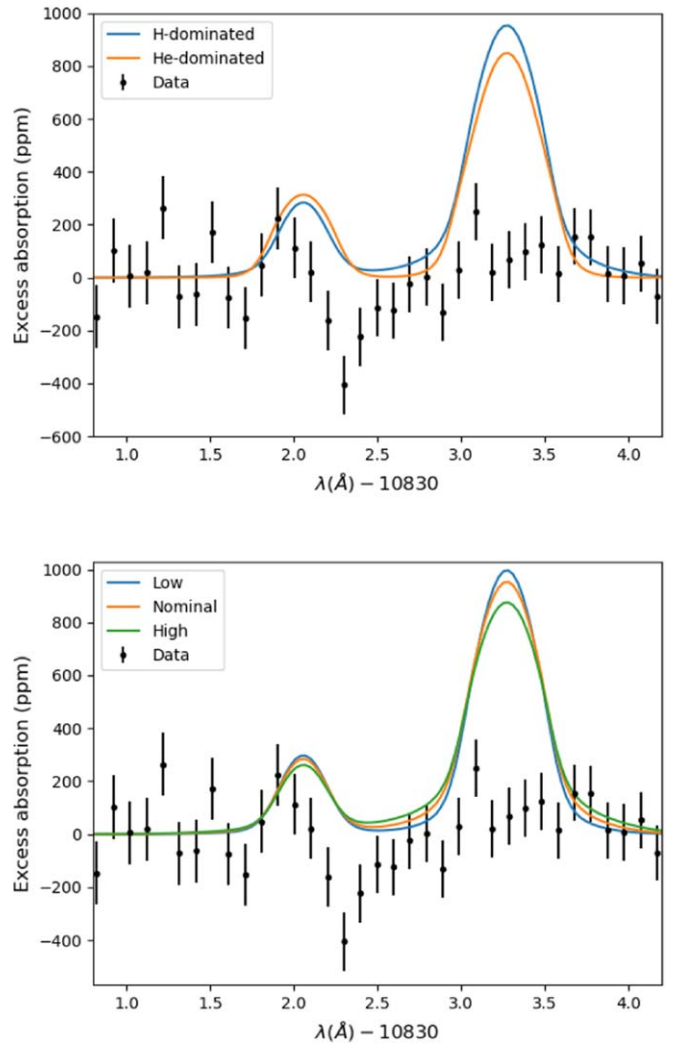 1000
800
600
400
200
0
−200
−400
−600
Excess absorption (ppm)
H-dominated
He-dominated
Data
1.0 1.5 2.0 2.5 3.0 3.5 4.0
λ(Å) − 10830
1000
800
600
400
200
0
−200
−400
Excess absorption (ppm)
Low
Nominal
High
Data
1.0 1.5 2.0 2.5 3.0 3.5 4.0
λ(Å) − 10830